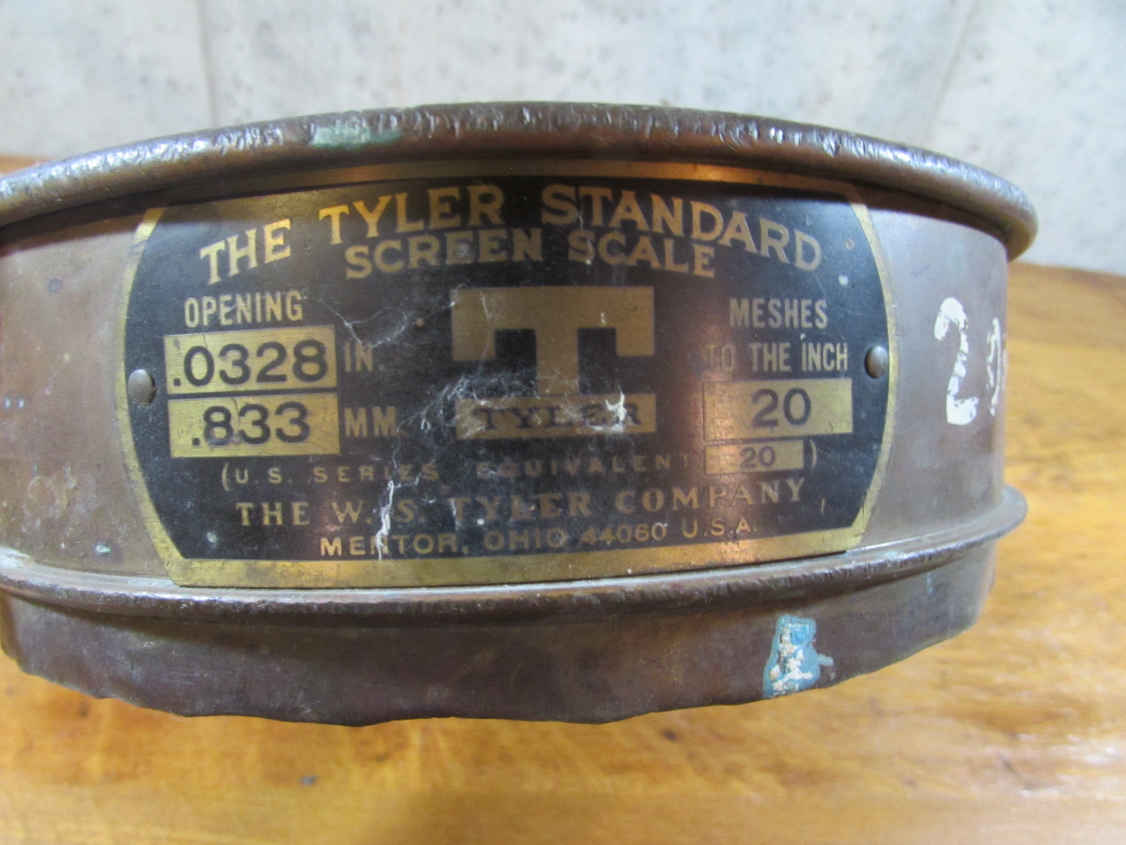 THE TYLER STANDARD
SCREEN SCALE
OPENING
.0328 IN.
.833 MM
T
TYLER
MESHES
TO THE INCH
20
(U.S. SERIES EQUIVALENT 20 )
THE W. S. TYLER COMPANY
MENTOR, OHIO 44060 U.S.A.
20